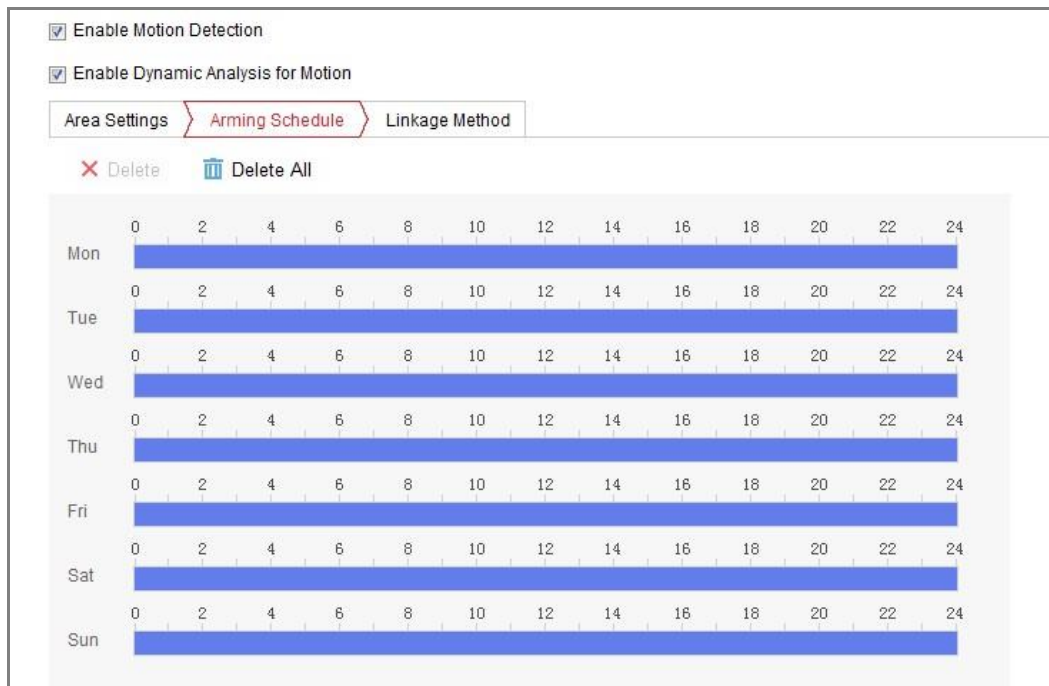 Enable Motion Detection
Enable Dynamic Analysis for Motion
Area Settings Arming Schedule Linkage Method
Delete Delete All
0 2 4 6 8 10 12 14 16 18 20 22 24
Mon
0 2 4 6 8 10 12 14 16 18 20 22 24
Tue
0 2 4 6 8 10 12 14 16 18 20 22 24
Wed
0 2 4 6 8 10 12 14 16 18 20 22 24
Thu
0 2 4 6 8 10 12 14 16 18 20 22 24
Fri
0 2 4 6 8 10 12 14 16 18 20 22 24
Sat
0 2 4 6 8 10 12 14 16 18 20 22 24
Sun